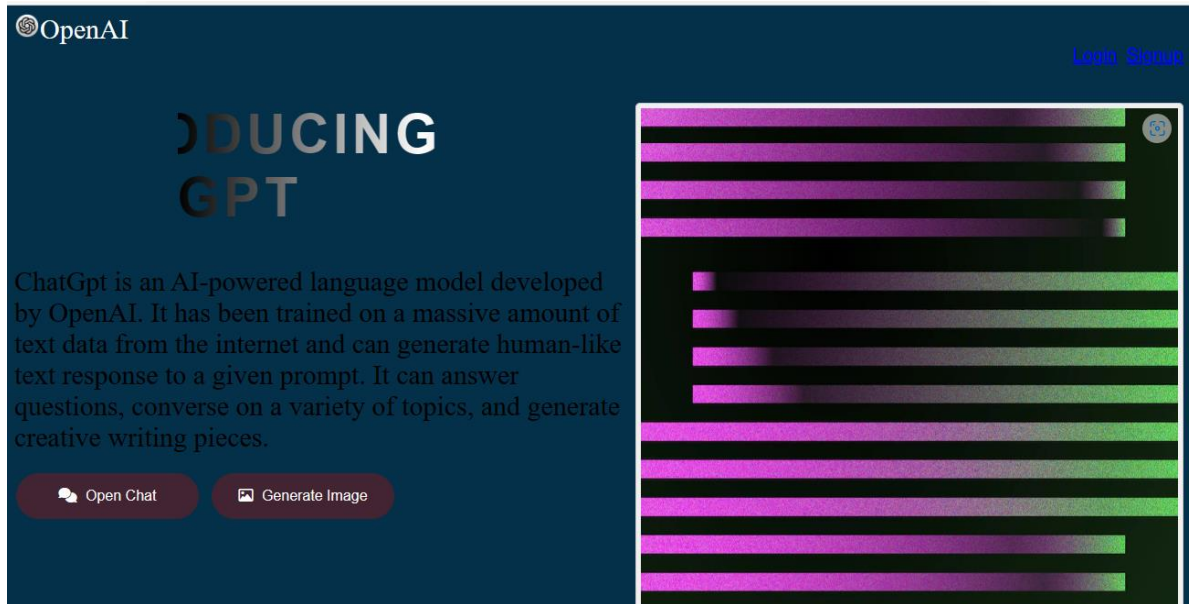 OpenAI
Login Signup
ODUCING
GPT
ChatGpt is an AI-powered language model developed
by OpenAI. It has been trained on a massive amount of
text data from the internet and can generate human-like
text response to a given prompt. It can answer
questions, converse on a variety of topics, and generate
creative writing pieces.
Open Chat Generate Image